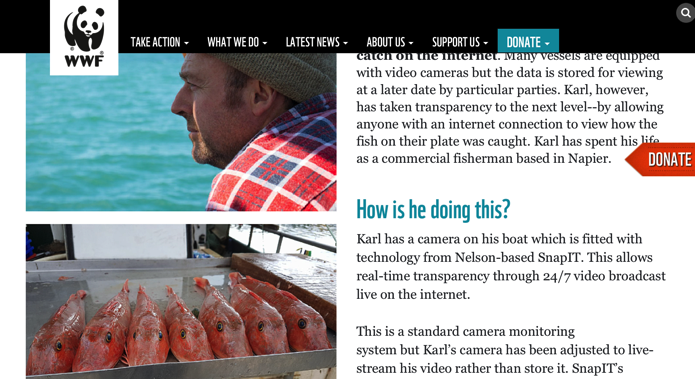 WWF
TAKE ACTION
WHAT WE DO
LATEST NEWS
ABOUT US
SUPPORT US
DONATE
catch on the internet. Many vessels are equipped
with video cameras but the data is stored for viewing
at a later date by particular parties. Karl, however,
has taken transparency to the next level--by allowing
anyone with an internet connection to view how the
fish on their plate was caught. Karl has spent his life
as a commercial fisherman based in Napier.
DONATE
How is he doing this?
Karl has a camera on his boat which is fitted with
technology from Nelson-based SnapIT. This allows
real-time transparency through 24/7 video broadcast
live on the internet.
This is a standard camera monitoring
system but Karl's camera has been adjusted to live-
stream his video rather than store it. SnapIT's